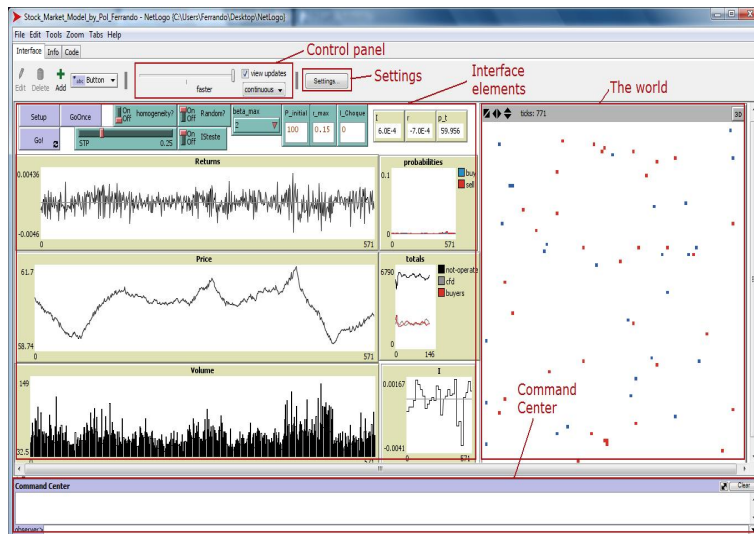 Stock_Market_Model_by_Pol_Ferrando - NetLogo {C:\Users\Ferrando\Desktop\NetLogo}
File Edit Tools Zoom Tabs Help
Interface Info Code
Control panel
Edit Delete Add abc Button faster view updates continuous Settings...
Settings
Interface elements
The world
Setup GoOnce On Off homogeneity? On Off Random? beta_max 2 P_initial 100 r_max 0.15 I_Choque 0
Go! STP 0.25 On Off ISteste
I 6.0E-4 r -7.0E-4 p_t 59.956
ticks: 771 3D
Returns
0.00436
-0.0046
0 571
probabilities
0.1
0
0 571
buy
sell
Price
61.7
58.74
0 571
totals
6790
0
0 146
not-operate
cfd
buyers
Volume
149
32.5
0 571
I
0.00167
-0.0041
0 571
Command Center
Command Center Clear
observer>